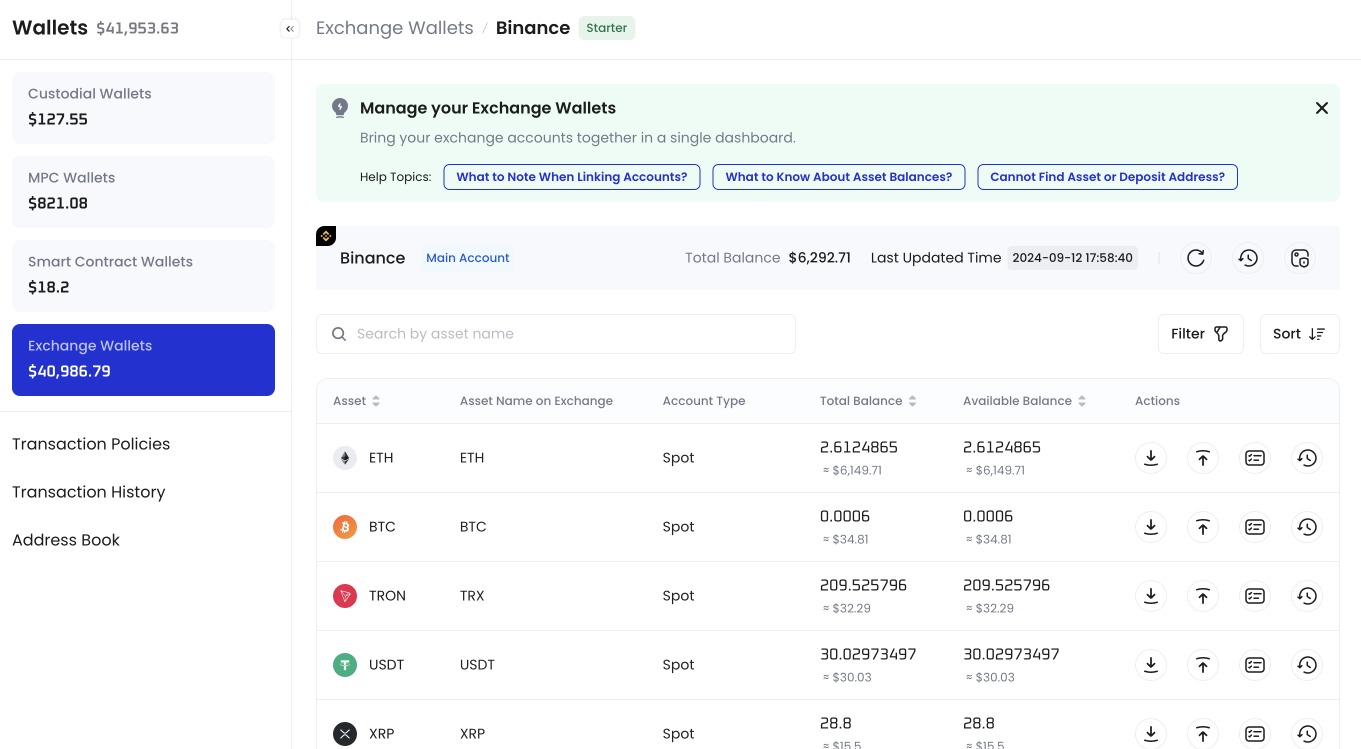 Wallets $41,953.63
Exchange Wallets / Binance Starter
Custodial Wallets
$127.55
MPC Wallets
$821.08
Smart Contract Wallets
$18.2
Exchange Wallets
$40,986.79
Transaction Policies
Transaction History
Address Book
Manage your Exchange Wallets
Bring your exchange accounts together in a single dashboard.
Help Topics: What to Note When Linking Accounts? What to Know About Asset Balances? Cannot Find Asset or Deposit Address?
Binance Main Account Total Balance $6,292.71 Last Updated Time 2024-09-12 17:58:40
Search by asset name Filter Sort
Asset Asset Name on Exchange Account Type Total Balance Available Balance Actions
ETH ETH Spot 2.6124865 2.6124865
≈ $6,149.71 ≈ $6,149.71
BTC BTC Spot 0.0006 0.0006
≈ $34.81 ≈ $34.81
TRON TRX Spot 209.525796 209.525796
≈ $32.29 ≈ $32.29
USDT USDT Spot 30.02973497 30.02973497
≈ $30.03 ≈ $30.03
XRP XRP Spot 28.8 28.8
≈ $15.5 ≈ $15.5